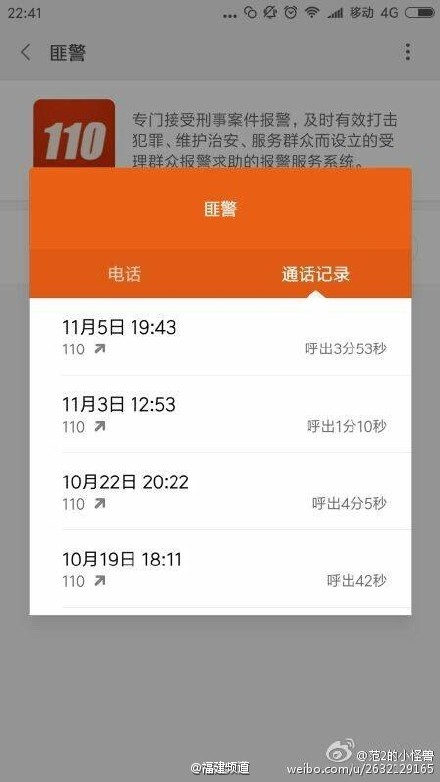 22:41
... 移动 4G
匪警
110
专门接受刑事案件报警，及时有效打击
犯罪、维护治安、服务群众而设立的受
理群众报警求助的报警服务系统。
匪警
电话 通话记录
11月5日 19:43
110 呼出3分53秒
11月3日 12:53
110 呼出1分10秒
10月22日 20:22
110 呼出4分5秒
10月19日 18:11
110 呼出42秒
@范2的小怪兽
@福建频道 weibo.com/u/2632129165